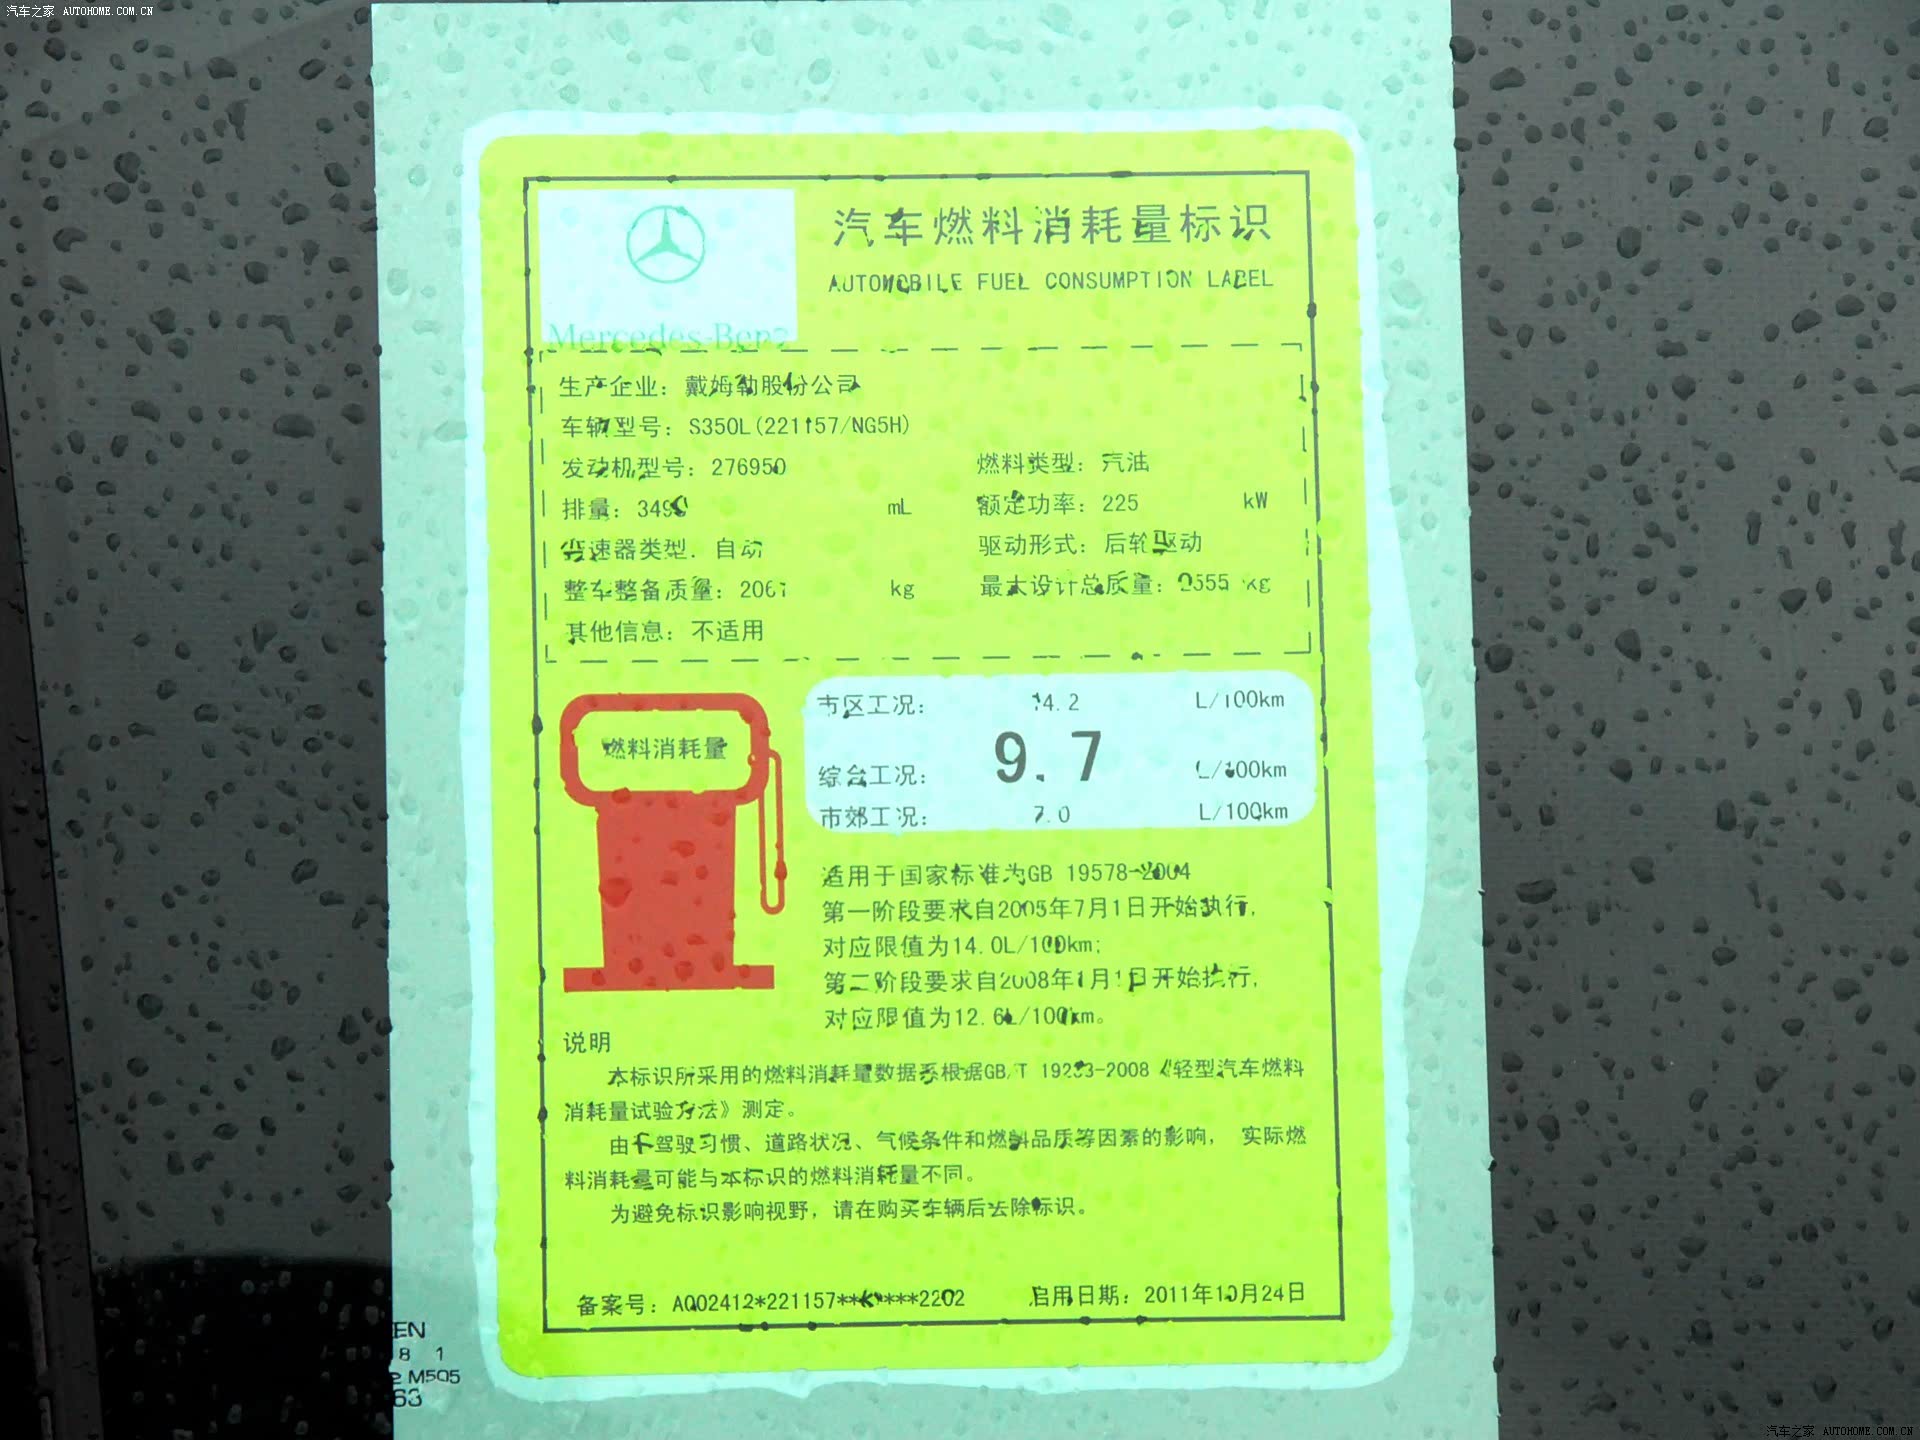 汽车之家 AUTOHOME.COM.CN
汽车燃料消耗量标识
AUTOMOBILE FUEL CONSUMPTION LABEL
Mercedes-Benz
生产企业：戴姆勒股份公司
车辆型号：S350L(221157/NG5H)
发动机型号：276950 燃料类型：汽油
排量：3498 mL 额定功率：225 kW
变速器类型：自动 驱动形式：后轮驱动
整车整备质量： kg 最大设计总质量：2555 kg
其他信息：不适用
燃料消耗量
市区工况： 14.2 L/100km
综合工况： 9.7 L/100km
市郊工况： 7.0 L/100km
适用于国家标准为GB 19578-2004
第一阶段要求自2005年7月1日开始执行，
对应限值为14.0L/100km；
第二阶段要求自2008年1月1日开始执行，
对应限值为12.6L/100km。
说明
本标识所采用的燃料消耗量数据系根据GB/T 19233-2008《轻型汽车燃料
消耗量试验方法》测定。
由于驾驶习惯、道路状况、气候条件和燃料品质等因素的影响， 实际燃
料消耗量可能与本标识的燃料消耗量不同。
为避免标识影响视野，请在购买车辆后去除标识。
备案号： 启用日期：2011年10月24日
EN
8 1
M505
63
汽车之家 AUTOHOME.COM.CN